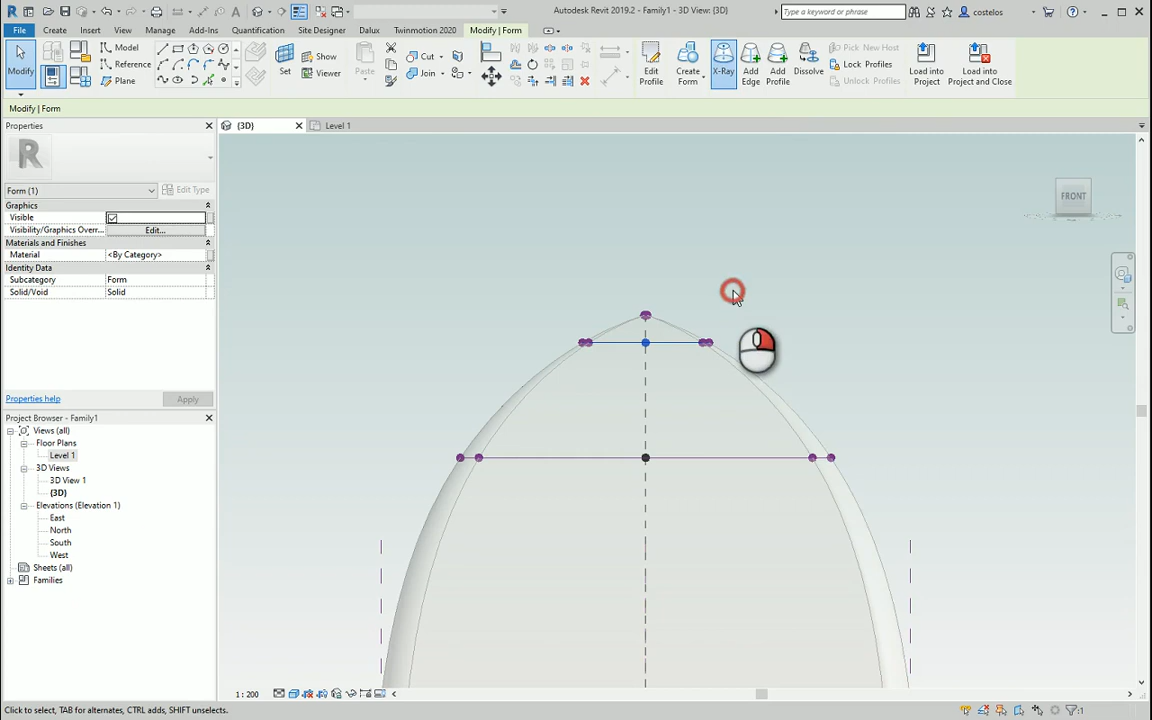 Autodesk Revit 2019.2 - Family1 - 3D View: {3D}
Type a keyword or phrase
costelos
File Create Insert View Manage Add-Ins Quantification Site Designer Dalux Twinmotion 2020 Modify | Form
Modify
Model
Reference
Plane
Set
Show
Viewer
Paste
Cut
Join
Edit Profile
Create Form
X-Ray
Add Edge
Add Profile
Dissolve
Pick New Host
Lock Profiles
Unlock Profiles
Load into Project
Load into Project and Close
Modify | Form
Properties
{3D}
Level 1
R
Form (1)
Edit Type
Graphics
Visible
Visibility/Graphics Overr...
Edit...
Materials and Finishes
Material
<By Category>
Identity Data
Subcategory
Form
Solid/Void
Solid
Properties help
Apply
Project Browser - Family1
Views (all)
Floor Plans
Level 1
3D Views
3D View 1
{3D}
Elevations (Elevation 1)
East
North
South
West
Sheets (all)
Families
FRONT
1 : 200
Click to select, TAB for alternates, CTRL adds, SHIFT unselects.
:1